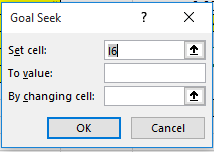 Goal Seek
?
Set cell: I6
To value:
By changing cell:
OK Cancel